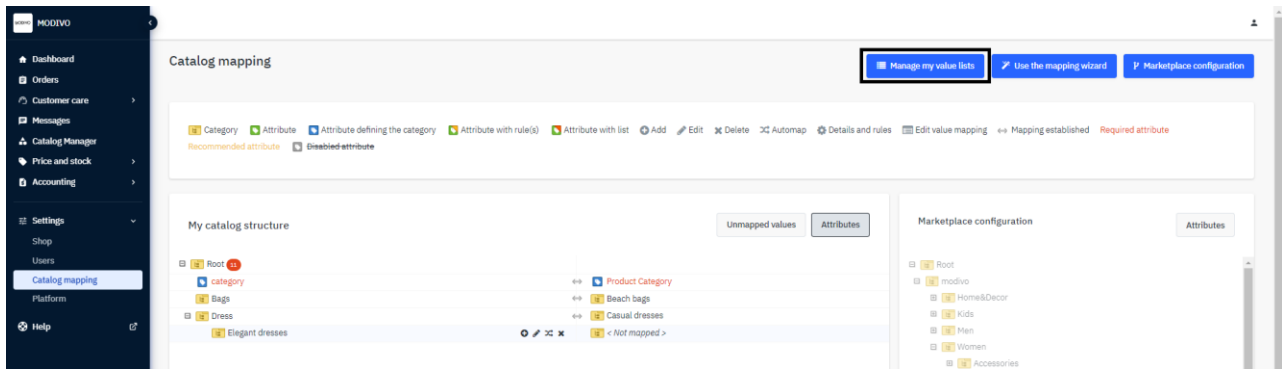 MODIVO
Dashboard
Orders
Customer care
Messages
Catalog Manager
Price and stock
Accounting
Settings
Shop
Users
Catalog mapping
Platform
Help
Catalog mapping
Manage my value lists
Use the mapping wizard
Marketplace configuration
Category Attribute Attribute defining the category Attribute with rule(s) Attribute with list Add Edit Delete Automap Details and rules Edit value mapping Mapping established Required attribute
Recommended attribute Disabled attribute
My catalog structure
Unmapped values
Attributes
Root 11
category Product Category
Bags Beach bags
Dress Casual dresses
Elegant dresses < Not mapped >
Marketplace configuration
Attributes
Root
modivo
Home&Decor
Kids
Men
Women
Accessories